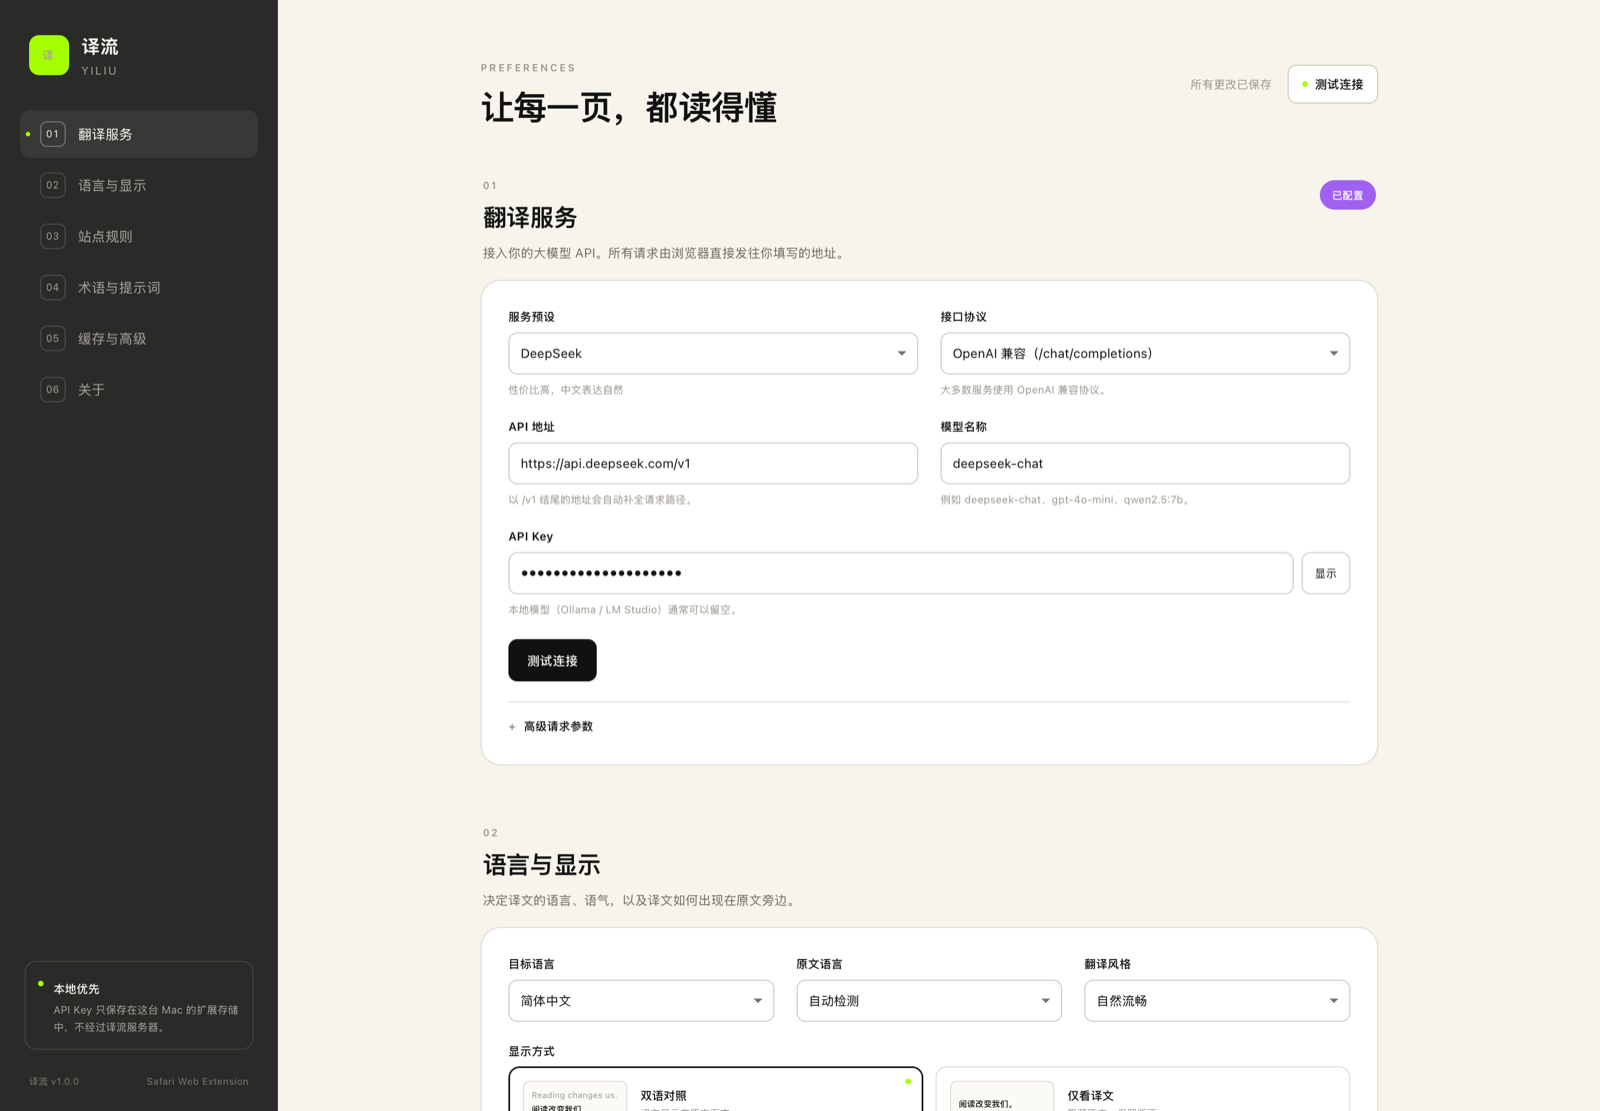 译
译流
YILIU
01 翻译服务
02 语言与显示
03 站点规则
04 术语与提示词
05 缓存与高级
06 关于
本地优先
API Key 只保存在这台 Mac 的扩展存储
中，不经过译流服务器。
译流 v1.0.0
Safari Web Extension
PREFERENCES
让每一页，都读得懂
所有更改已保存
测试连接
01
翻译服务
已配置
接入你的大模型 API。所有请求由浏览器直接发往你填写的地址。
服务预设
DeepSeek
性价比高，中文表达自然
接口协议
OpenAI 兼容（/chat/completions）
大多数服务使用 OpenAI 兼容协议。
API 地址
https://api.deepseek.com/v1
以 /v1 结尾的地址会自动补全请求路径。
模型名称
deepseek-chat
例如 deepseek-chat、gpt-4o-mini、qwen2.5:7b。
API Key
••••••••••••••••••••
显示
本地模型（Ollama / LM Studio）通常可以留空。
测试连接
+ 高级请求参数
02
语言与显示
决定译文的语言、语气，以及译文如何出现在原文旁边。
目标语言
简体中文
原文语言
自动检测
翻译风格
自然流畅
显示方式
Reading changes us.
阅读改变我们。
双语对照
阅读改变我们。
仅看译文